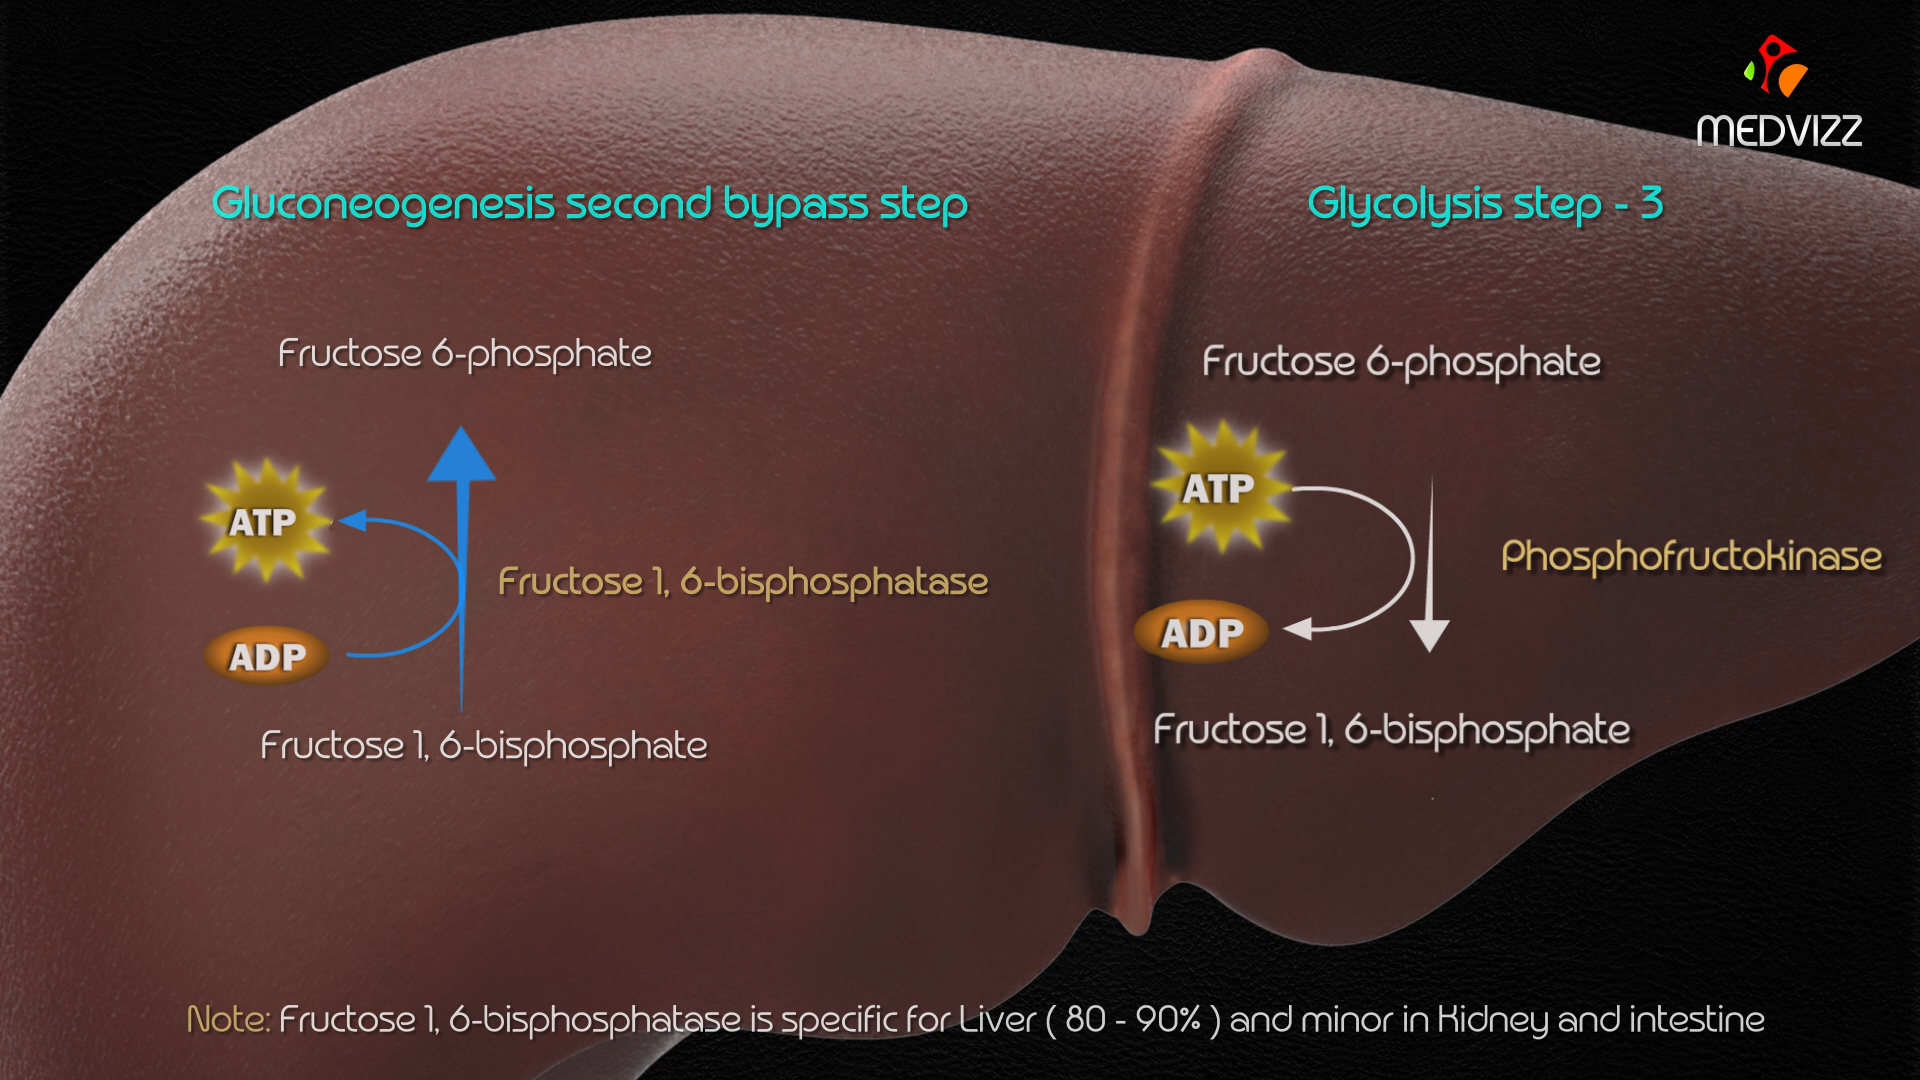 MEDVIZZ
Gluconeogenesis second bypass step
Glycolysis step - 3
Fructose 6-phosphate
Fructose 6-phosphate
ATP
ATP
Fructose 1, 6-bisphosphatase
Phosphofructokinase
ADP
ADP
Fructose 1, 6-bisphosphate
Fructose 1, 6-bisphosphate
Note: Fructose 1, 6-bisphosphatase is specific for Liver ( 80 - 90% ) and minor in Kidney and intestine